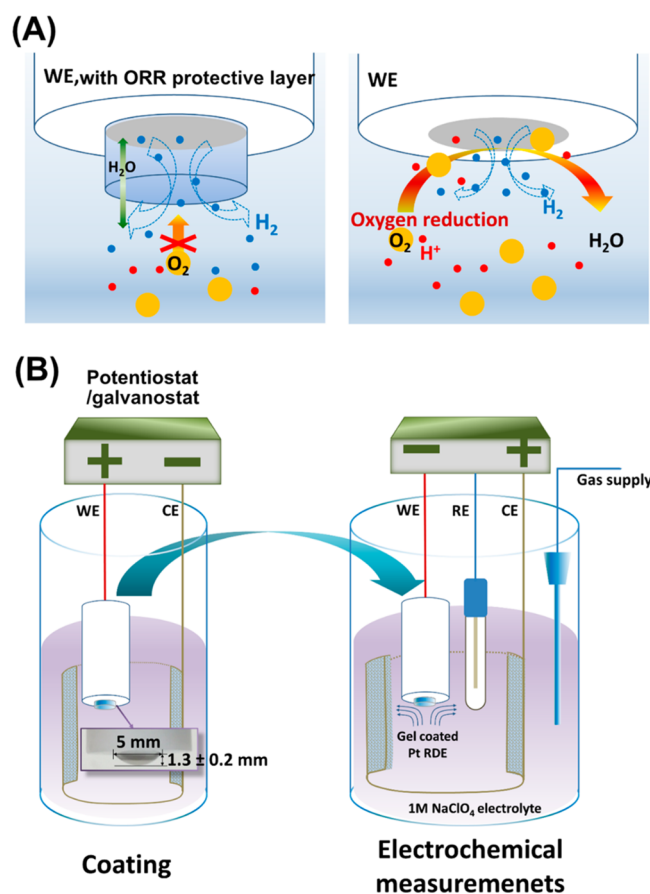 (A)
WE, with ORR protective layer
H₂O
H₂
O₂
WE
Oxygen reduction
H₂
O₂
H⁺
H₂O
(B)
Potentiostat
/galvanostat
+
−
WE
CE
5 mm
1.3 ± 0.2 mm
Coating
−
+
WE
RE
CE
Gas supply
Gel coated
Pt RDE
1M NaClO₄ electrolyte
Electrochemical
measuremenets